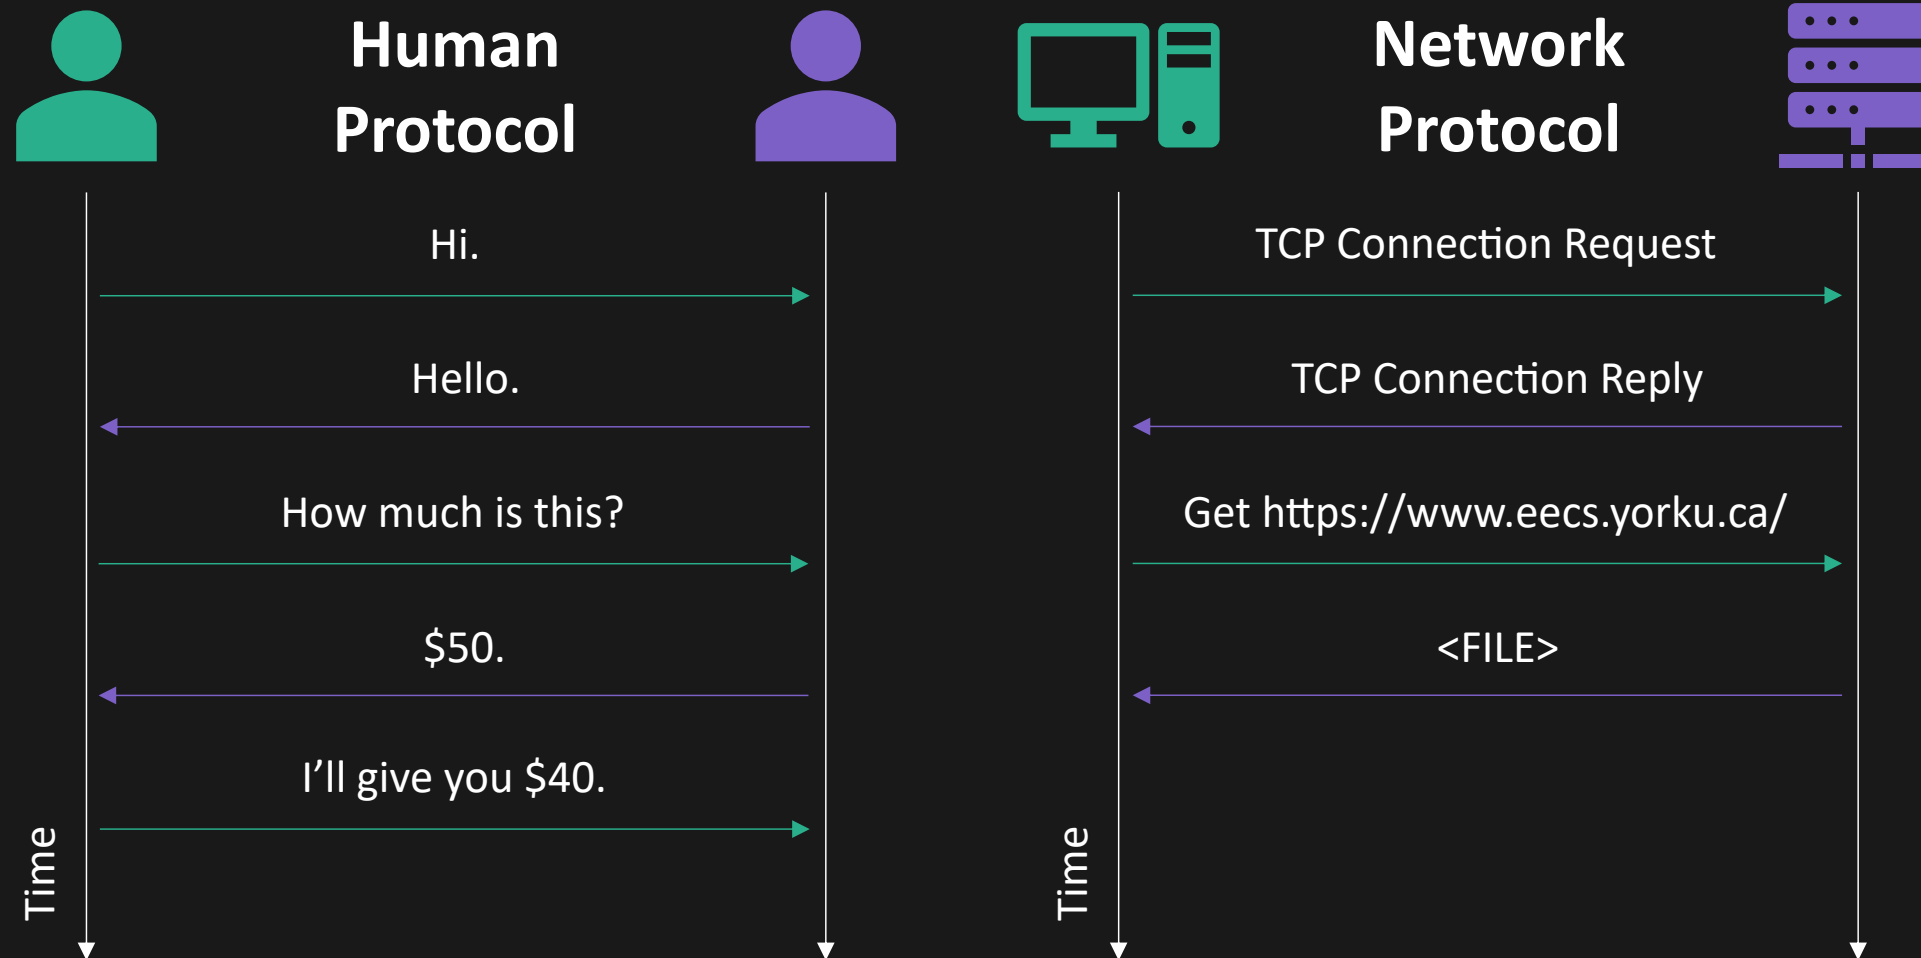 Human
Protocol
Hi.
Hello.
How much is this?
$50.
I’ll give you $40.
Time
Network
Protocol
TCP Connection Request
TCP Connection Reply
Get https://www.eecs.yorku.ca/
<FILE>
Time